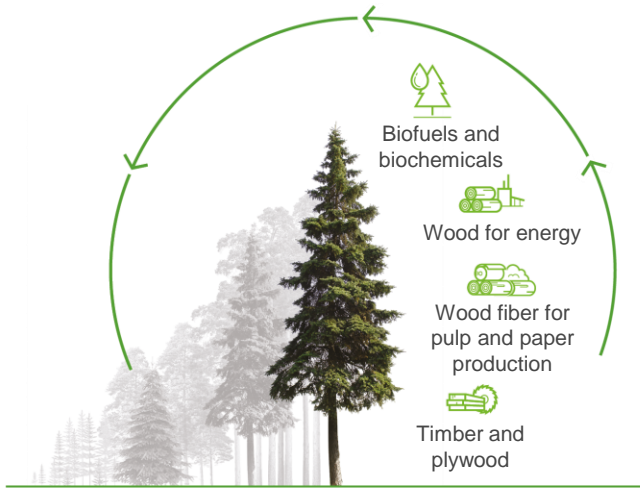 Biofuels and
biochemicals
Wood for energy
Wood fiber for
pulp and paper
production
Timber and
plywood